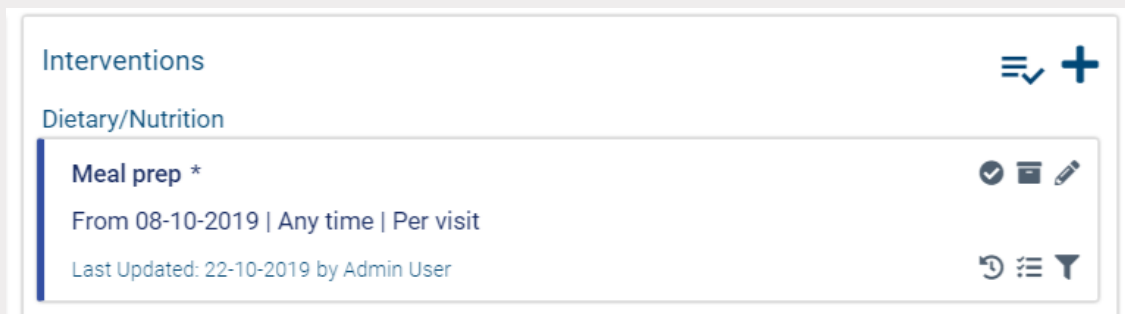 Interventions
Dietary/Nutrition
Meal prep *
From 08-10-2019 | Any time | Per visit
Last Updated: 22-10-2019 by Admin User